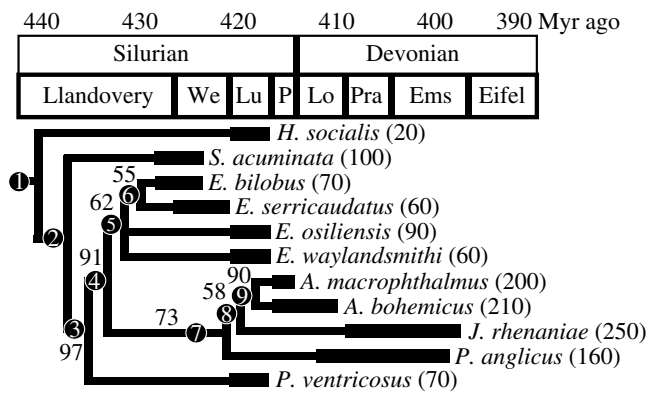 440 430 420 410 400 390 Myr ago
Silurian Devonian
Llandovery We Lu P Lo Pra Ems Eifel
H. socialis (20)
1
S. acuminata (100)
55 E. bilobus (70)
6
62 E. serricaudatus (60)
5
2 E. osiliensis (90)
91 E. waylandsmithi (60)
4 90 A. macrophthalmus (200)
58 9
8 A. bohemicus (210)
73
3 7 J. rhenaniae (250)
97 P. anglicus (160)
P. ventricosus (70)